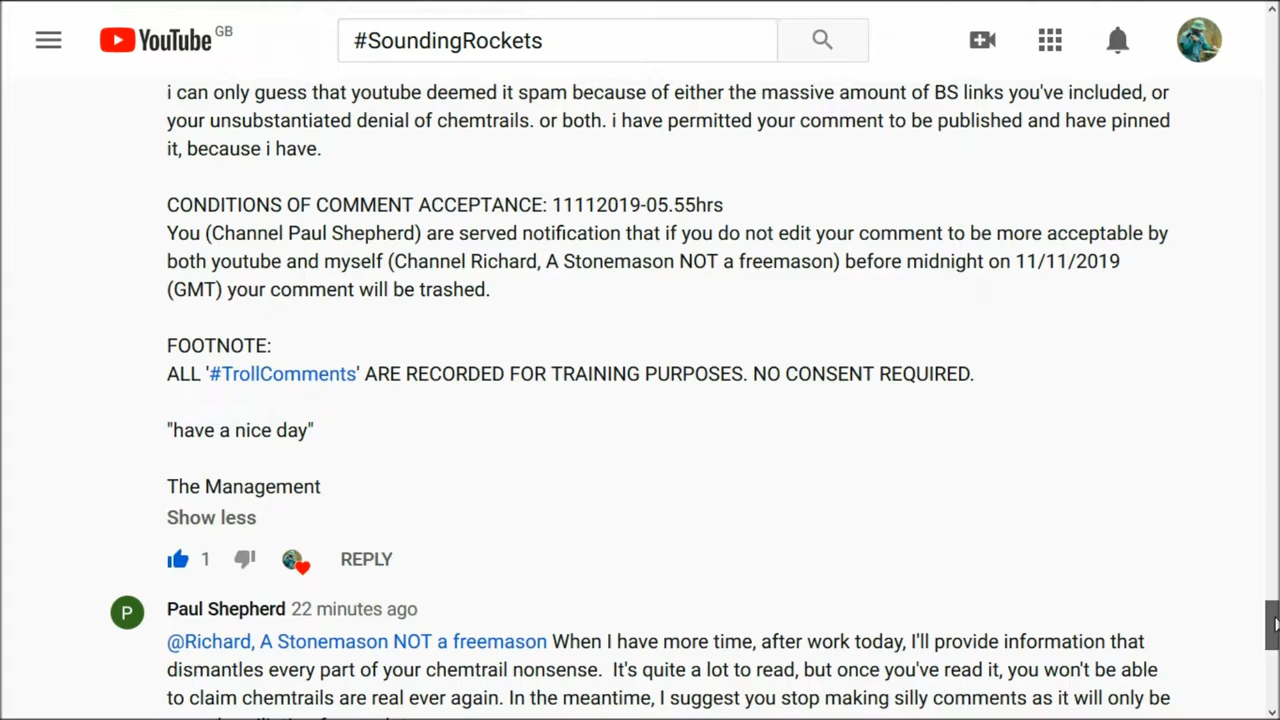 YouTube GB
#SoundingRockets
i can only guess that youtube deemed it spam because of either the massive amount of BS links you've included, or
your unsubstantiated denial of chemtrails. or both. i have permitted your comment to be published and have pinned
it, because i have.
CONDITIONS OF COMMENT ACCEPTANCE: 11112019-05.55hrs
You (Channel Paul Shepherd) are served notification that if you do not edit your comment to be more acceptable by
both youtube and myself (Channel Richard, A Stonemason NOT a freemason) before midnight on 11/11/2019
(GMT) your comment will be trashed.
FOOTNOTE:
ALL '#TrollComments' ARE RECORDED FOR TRAINING PURPOSES. NO CONSENT REQUIRED.
"have a nice day"
The Management
Show less
1 REPLY
P
Paul Shepherd 22 minutes ago
@Richard, A Stonemason NOT a freemason When I have more time, after work today, I'll provide information that
dismantles every part of your chemtrail nonsense. It's quite a lot to read, but once you've read it, you won't be able
to claim chemtrails are real ever again. In the meantime, I suggest you stop making silly comments as it will only be